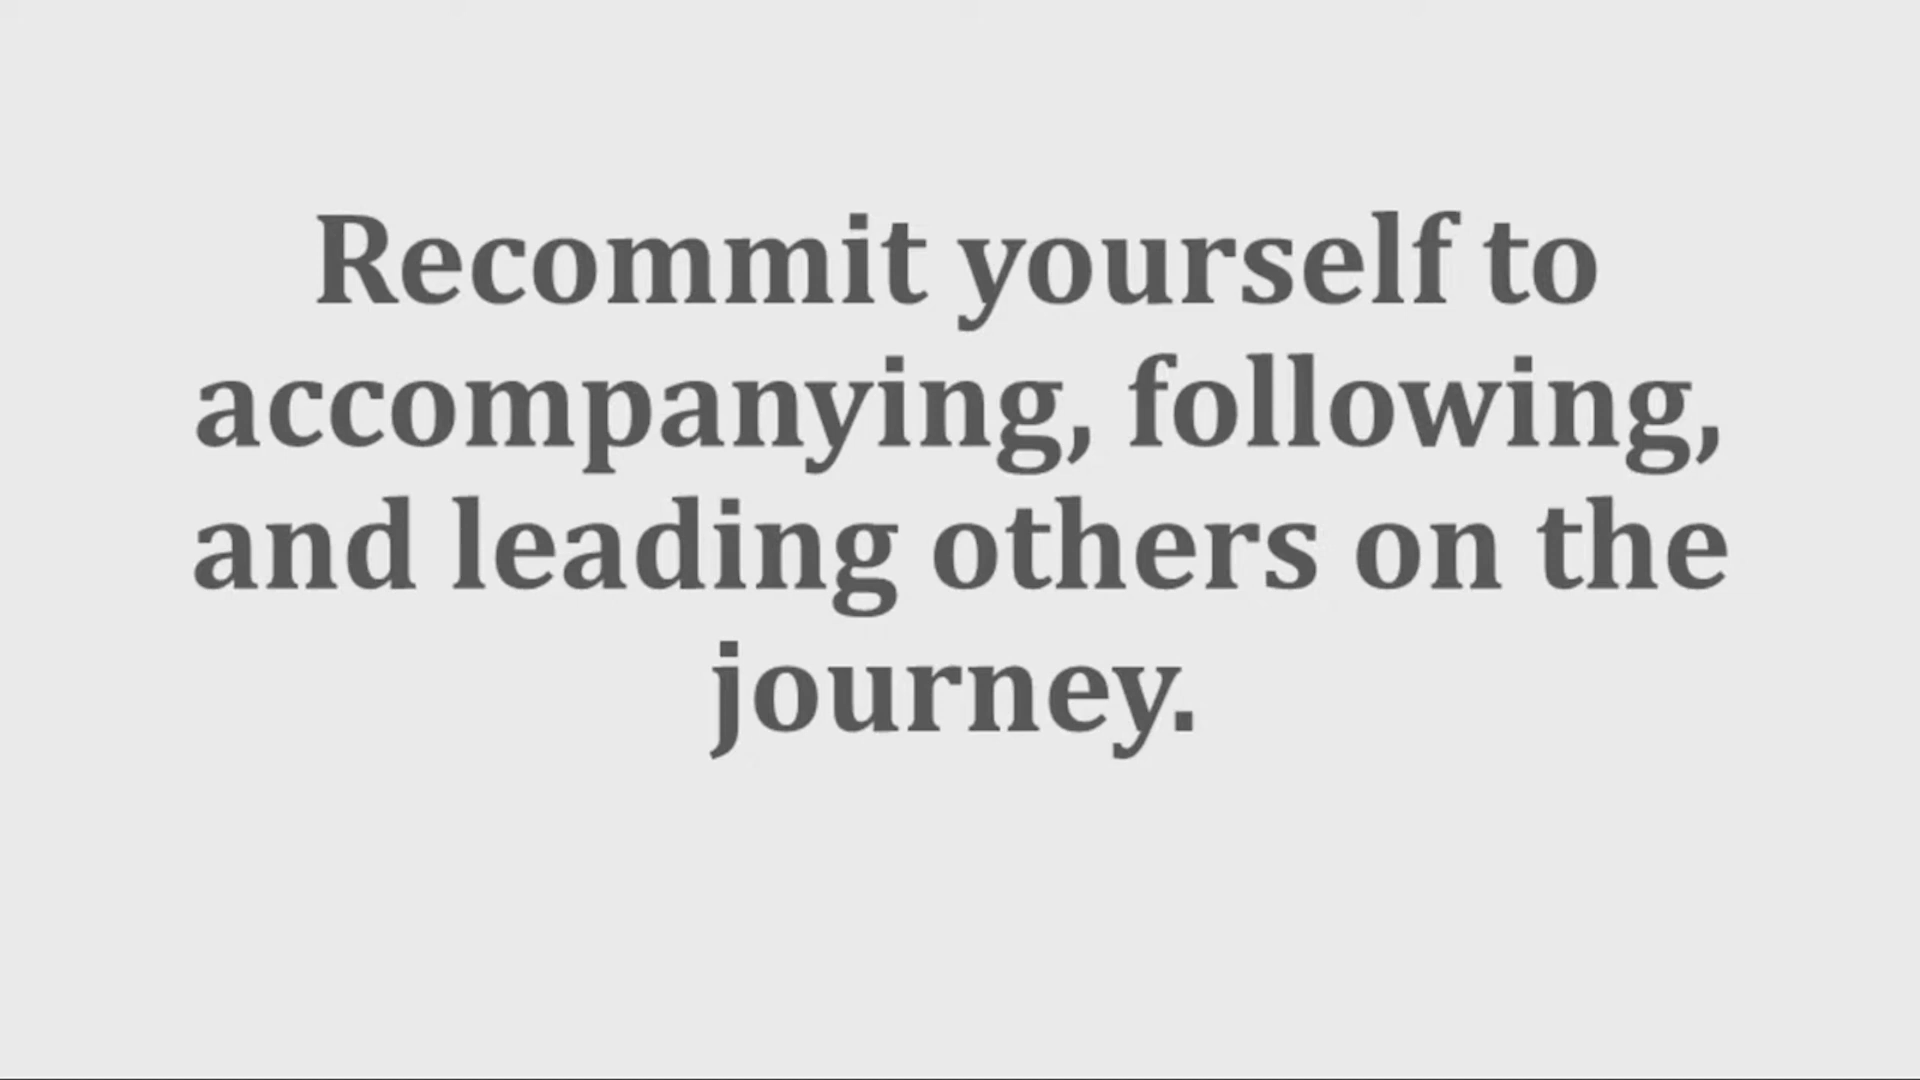 Recommit yourself to
accompanying, following,
and leading others on the
journey.